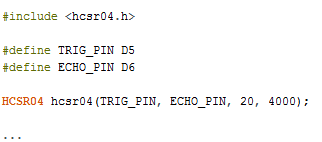 #include <hcsr04.h>
#define TRIG_PIN D5
#define ECHO_PIN D6
HCSR04 hcsr04(TRIG_PIN, ECHO_PIN, 20, 4000);
...